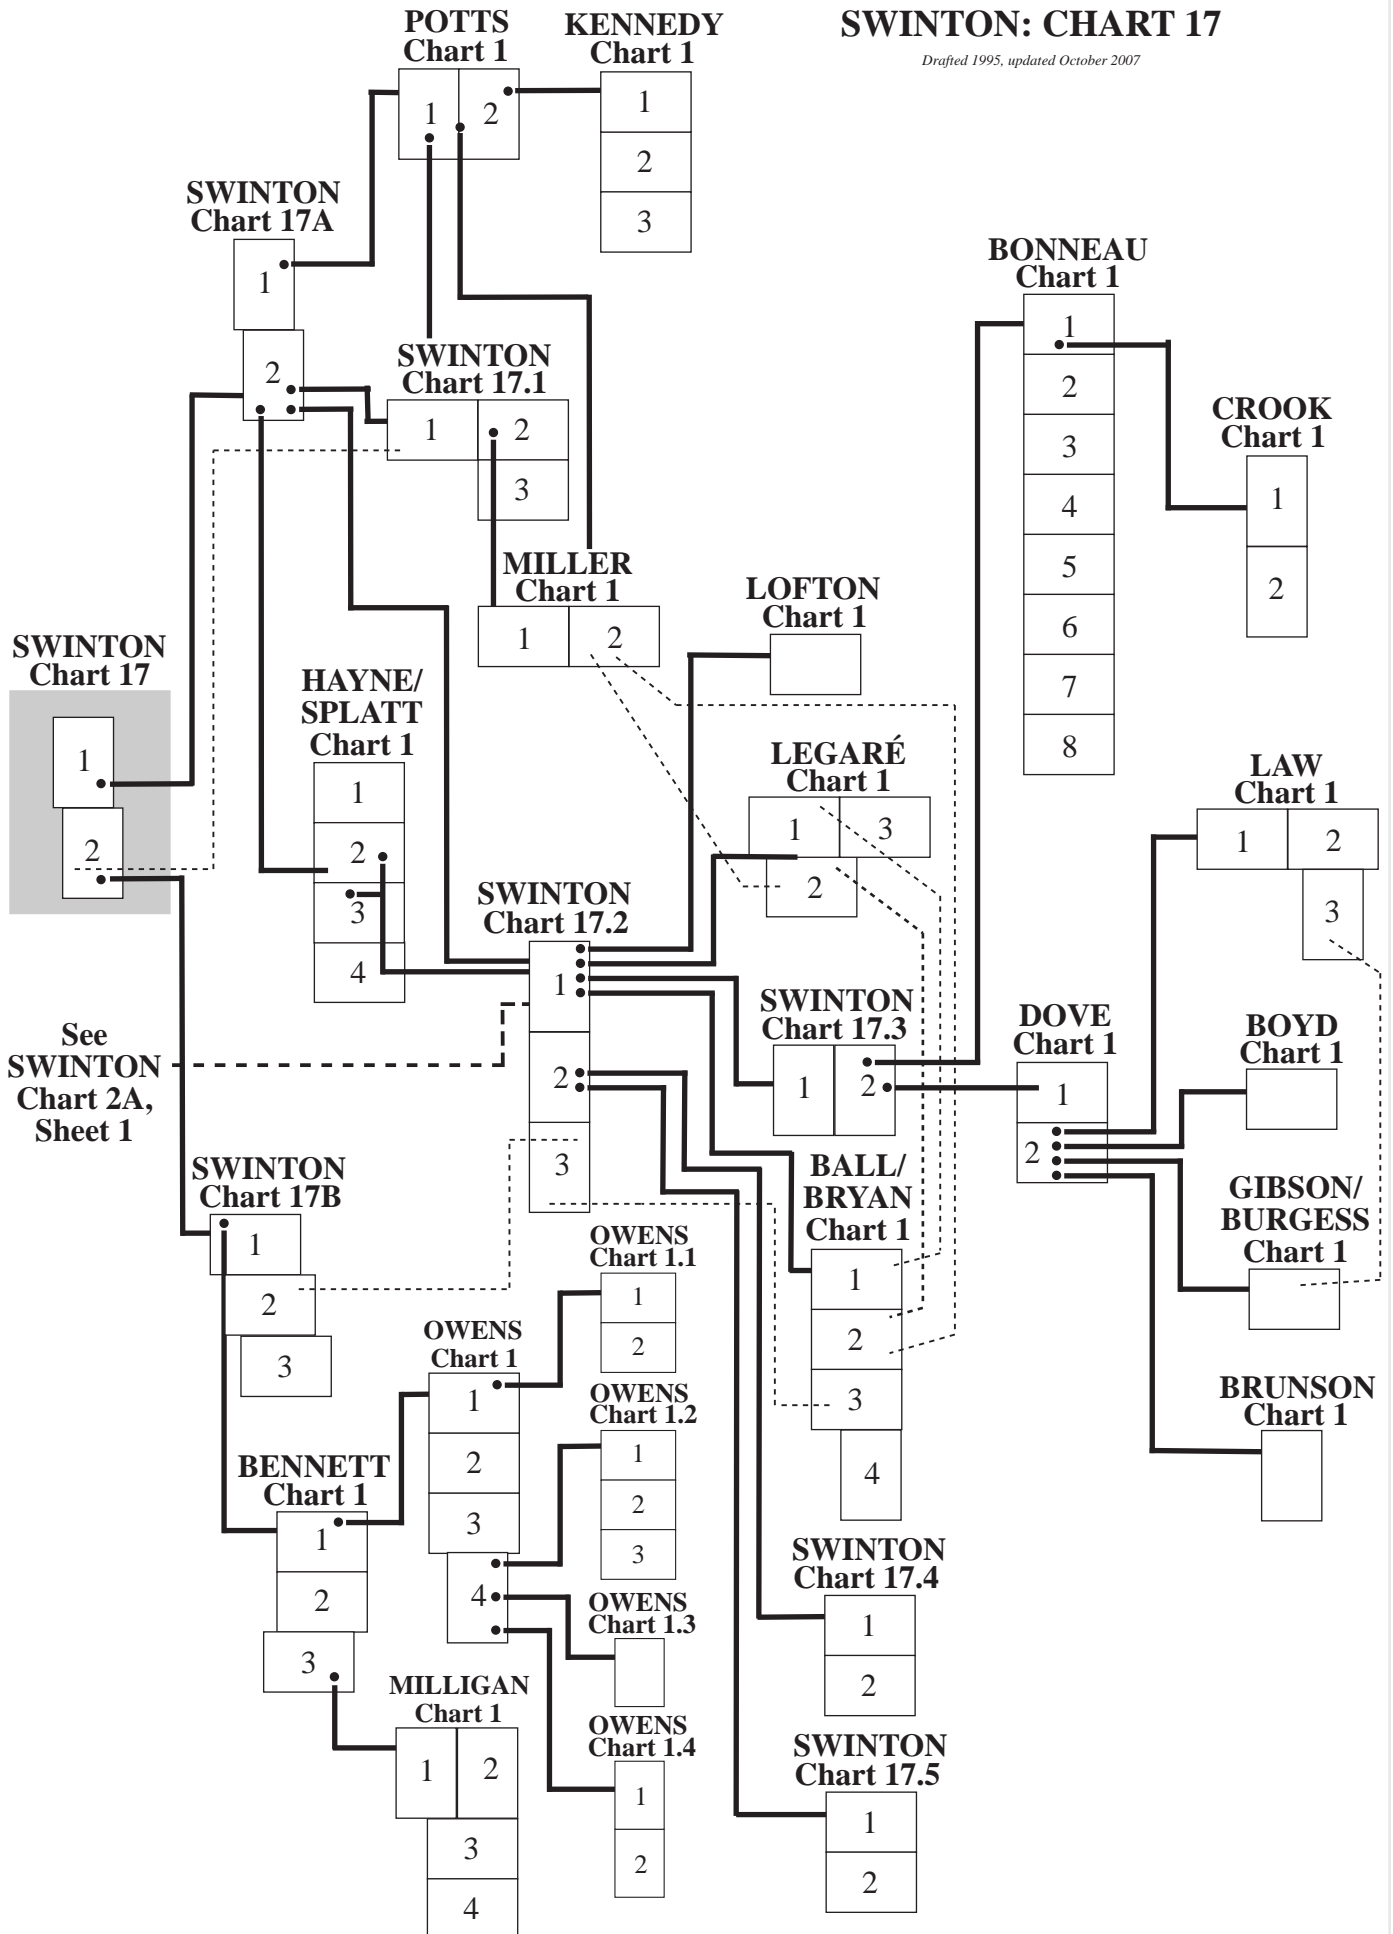 SWINTON: CHART 17
Drafted 1995, updated October 2007
POTTS
Chart 1
1
2
KENNEDY
Chart 1
1
2
3
SWINTON
Chart 17A
1
2
SWINTON
Chart 17.1
1
2
3
BONNEAU
Chart 1
1
2
3
4
5
6
7
8
CROOK
Chart 1
1
2
MILLER
Chart 1
1
2
LOFTON
Chart 1
SWINTON
Chart 17
1
2
HAYNE/
SPLATT
Chart 1
1
2
3
4
LEGARÉ
Chart 1
1
3
2
LAW
Chart 1
1
2
3
SWINTON
Chart 17.2
1
2
3
See
SWINTON
Chart 2A,
Sheet 1
SWINTON
Chart 17.3
1
2
DOVE
Chart 1
1
2
BOYD
Chart 1
GIBSON/
BURGESS
Chart 1
BRUNSON
Chart 1
SWINTON
Chart 17B
1
2
3
BALL/
BRYAN
Chart 1
1
2
3
4
OWENS
Chart 1.1
1
2
OWENS
Chart 1
1
2
3
4
OWENS
Chart 1.2
1
2
3
BENNETT
Chart 1
1
2
3
OWENS
Chart 1.3
SWINTON
Chart 17.4
1
2
MILLIGAN
Chart 1
1
2
3
4
OWENS
Chart 1.4
1
2
SWINTON
Chart 17.5
1
2